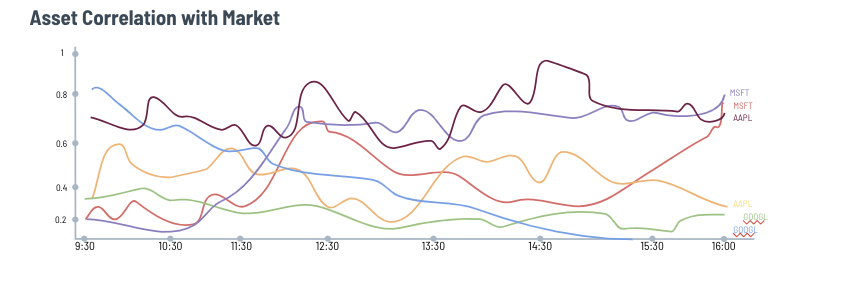 Asset Correlation with Market
1
0.8
0.6
0.4
0.2
MSFT
MSFT
AAPL
AAPL
GOOGL
GOOGL
9:30 10:30 11:30 12:30 13:30 14:30 15:30 16:00